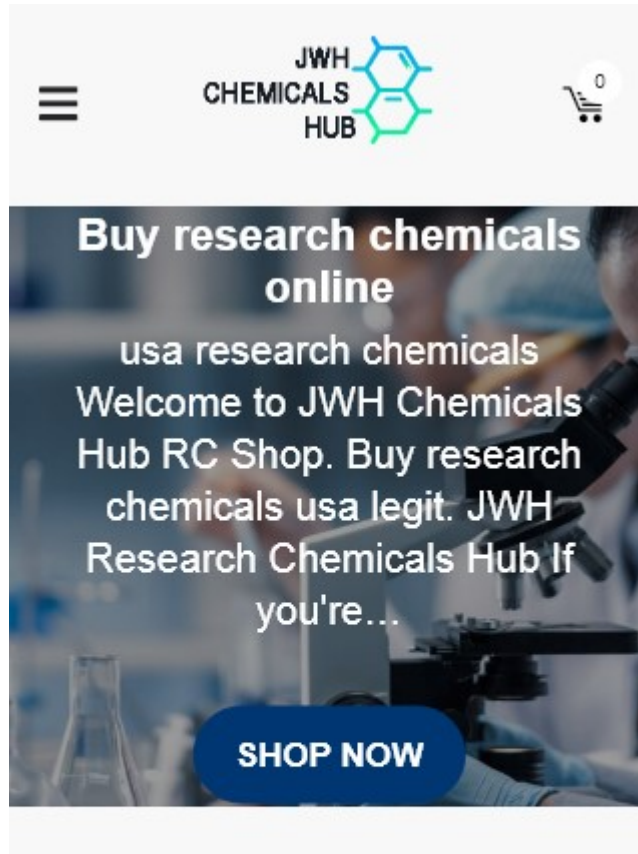 JWH
CHEMICALS
HUB
0
Buy research chemicals
online
usa research chemicals
Welcome to JWH Chemicals
Hub RC Shop. Buy research
chemicals usa legit. JWH
Research Chemicals Hub If
you're...
SHOP NOW